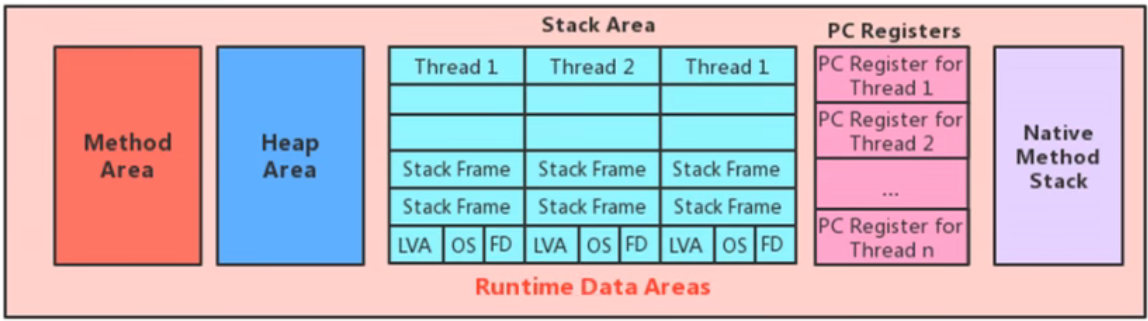 Stack Area
PC Registers
Method
Area
Heap
Area
Thread 1
Thread 2
Thread 1
Stack Frame
Stack Frame
Stack Frame
Stack Frame
Stack Frame
Stack Frame
LVA
OS
FD
LVA
OS
FD
LVA
OS
FD
PC Register for
Thread 1
PC Register for
Thread 2
...
PC Register for
Thread n
Native
Method
Stack
Runtime Data Areas